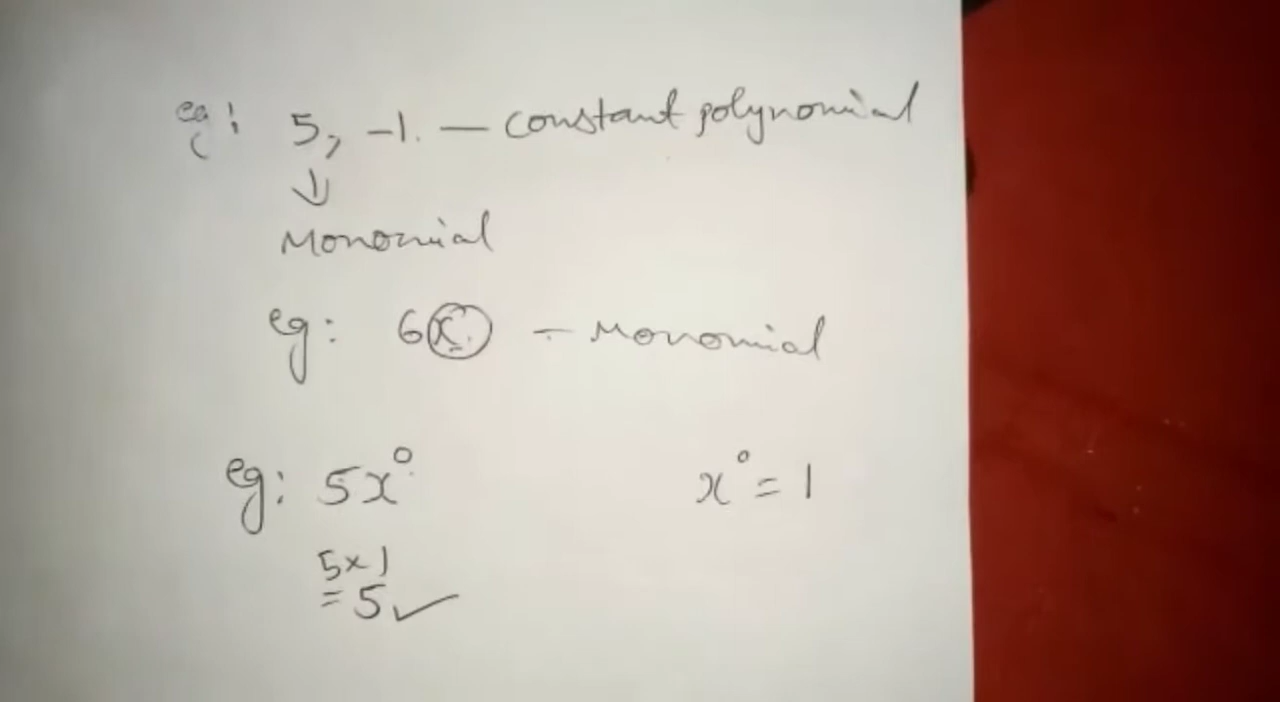 eg: 5, -1. — constant polynomial
↓
Monomial
eg: 6x — Monomial
eg: 5x⁰
x⁰ = 1
5×1
= 5 ✓